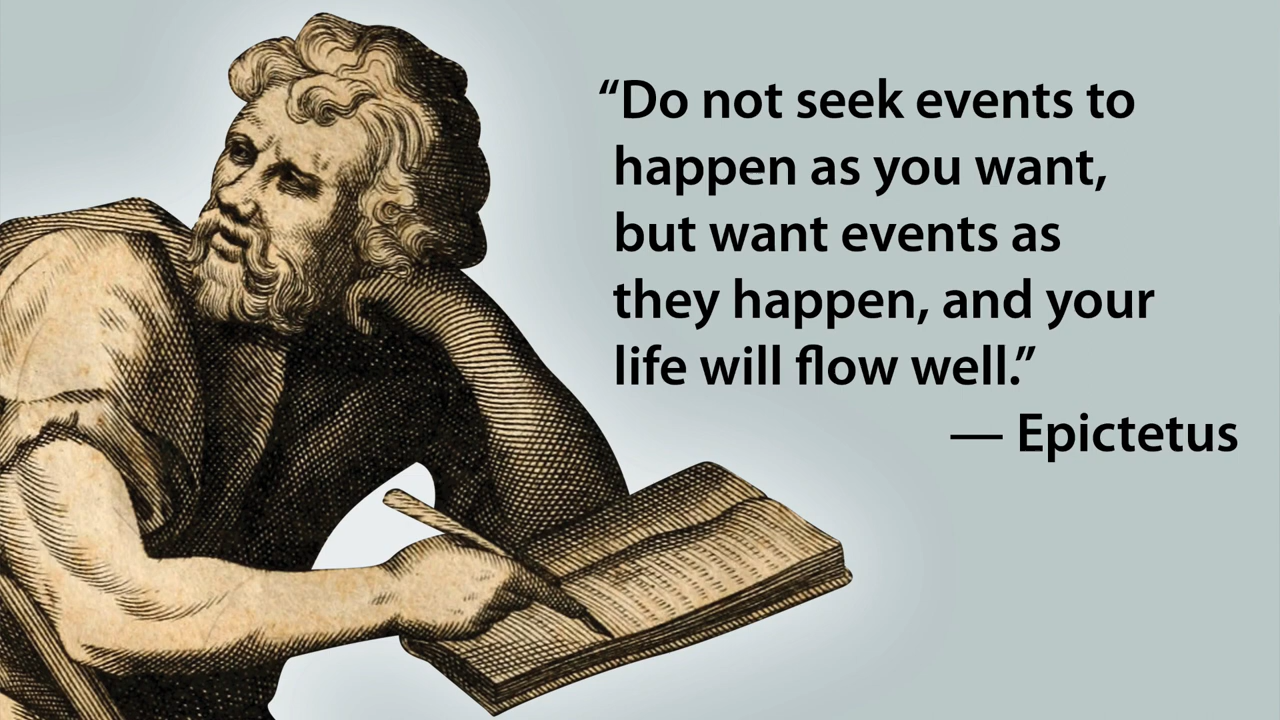 “Do not seek events to
happen as you want,
but want events as
they happen, and your
life will flow well.”
— Epictetus